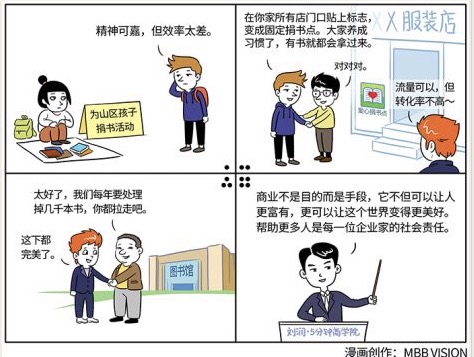 精神可嘉，但效率太差。
为山区孩子
捐书活动
在你家所有店门口贴上标志，
变成固定捐书点。大家养成
习惯了，有书就都会拿过来。
X X 服装店
对对对。
爱心捐书点
流量可以，但
转化率不高～
太好了，我们每年要处理
掉几千本书，你都拉走吧。
这下都
完美了。
图书馆
商业不是目的而是手段，它不但可以让人
更富有，更可以让这个世界变得更美好。
帮助更多人是每一位企业家的社会责任。
刘润·5分钟商学院
漫画创作：MBB VISION